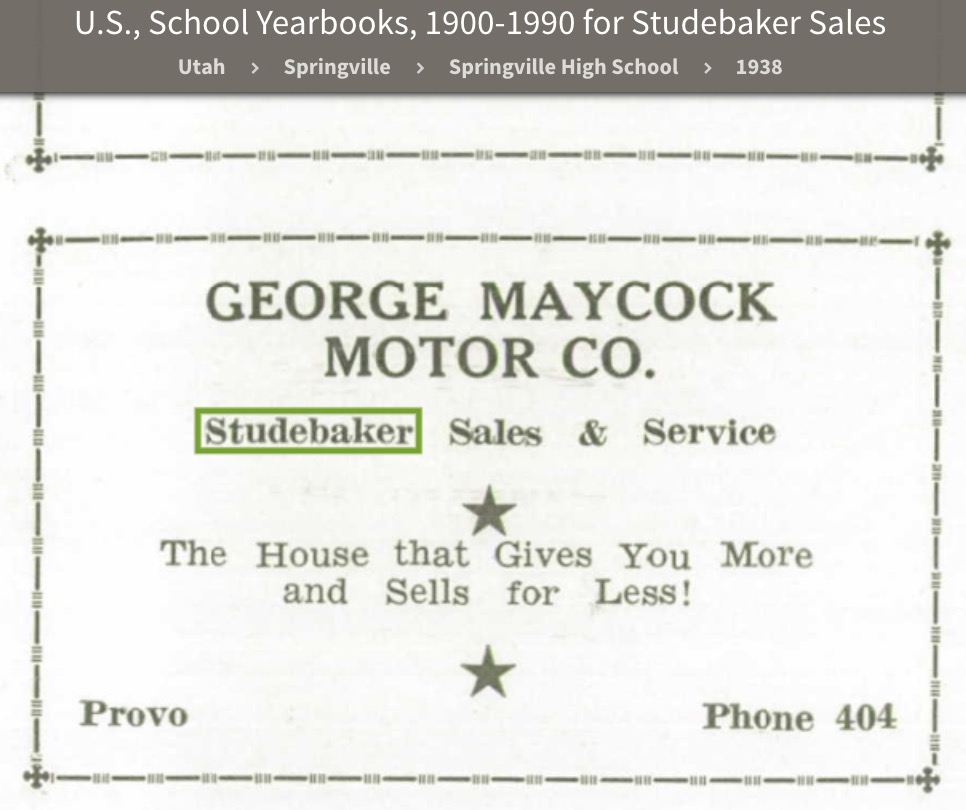 U.S., School Yearbooks, 1900-1990 for Studebaker Sales
Utah > Springville > Springville High School > 1938
GEORGE MAYCOCK
MOTOR CO.
Studebaker Sales & Service
The House that Gives You More
and Sells for Less!
Provo Phone 404